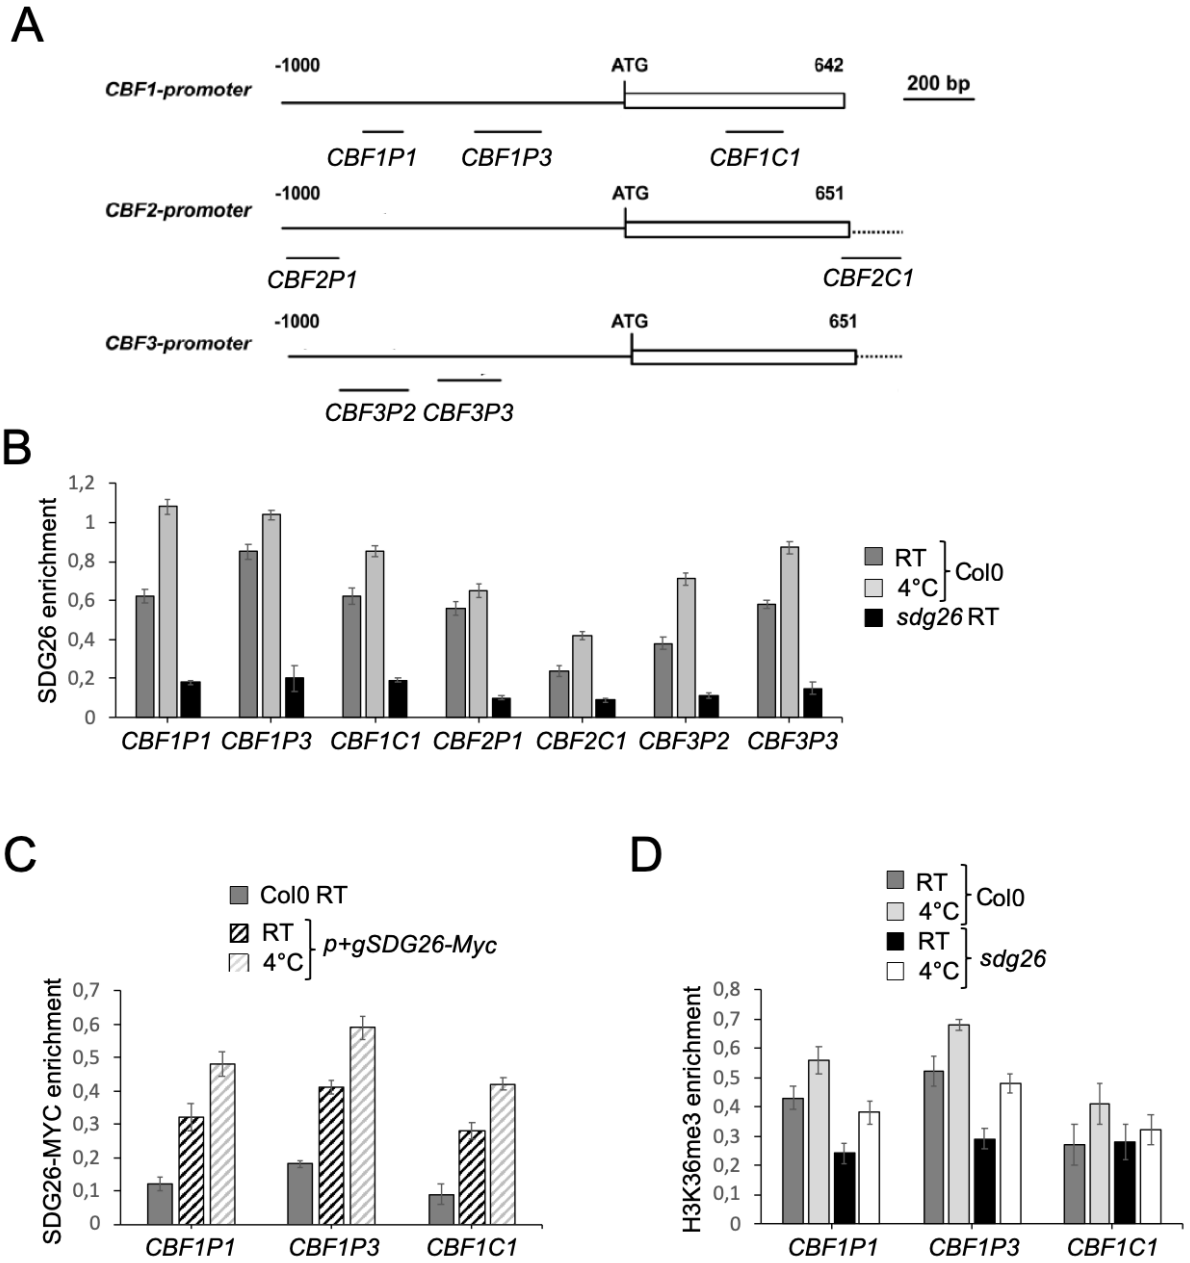 A
-1000 ATG 642
CBF1-promoter 200 bp
CBF1P1 CBF1P3 CBF1C1
-1000 ATG 651
CBF2-promoter
CBF2P1 CBF2C1
-1000 ATG 651
CBF3-promoter
CBF3P2 CBF3P3
B
SDG26 enrichment
1,2
1
0,8
0,6
0,4
0,2
0
CBF1P1 CBF1P3 CBF1C1 CBF2P1 CBF2C1 CBF3P2 CBF3P3
RT
4°C
Col0
sdg26 RT
C
Col0 RT
RT
4°C
p+gSDG26-Myc
SDG26-MYC enrichment
0,7
0,6
0,5
0,4
0,3
0,2
0,1
0
CBF1P1 CBF1P3 CBF1C1
D
RT
4°C
Col0
RT
4°C
sdg26
H3K36me3 enrichment
0,8
0,7
0,6
0,5
0,4
0,3
0,2
0,1
0
CBF1P1 CBF1P3 CBF1C1